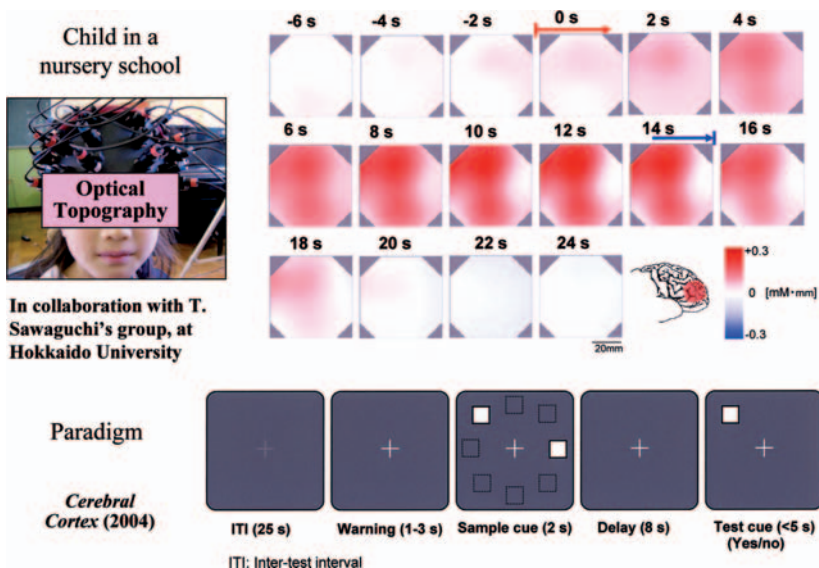 Child in a
nursery school
-6 s -4 s -2 s 0 s 2 s 4 s
6 s 8 s 10 s 12 s 14 s 16 s
Optical
Topography
18 s 20 s 22 s 24 s
+0.3
0 [mM·mm]
-0.3
20mm
In collaboration with T.
Sawaguchi's group, at
Hokkaido University
Paradigm
Cerebral
Cortex (2004)
ITI (25 s) Warning (1-3 s) Sample cue (2 s) Delay (8 s) Test cue (<5 s)
(Yes/no)
ITI: Inter-test interval